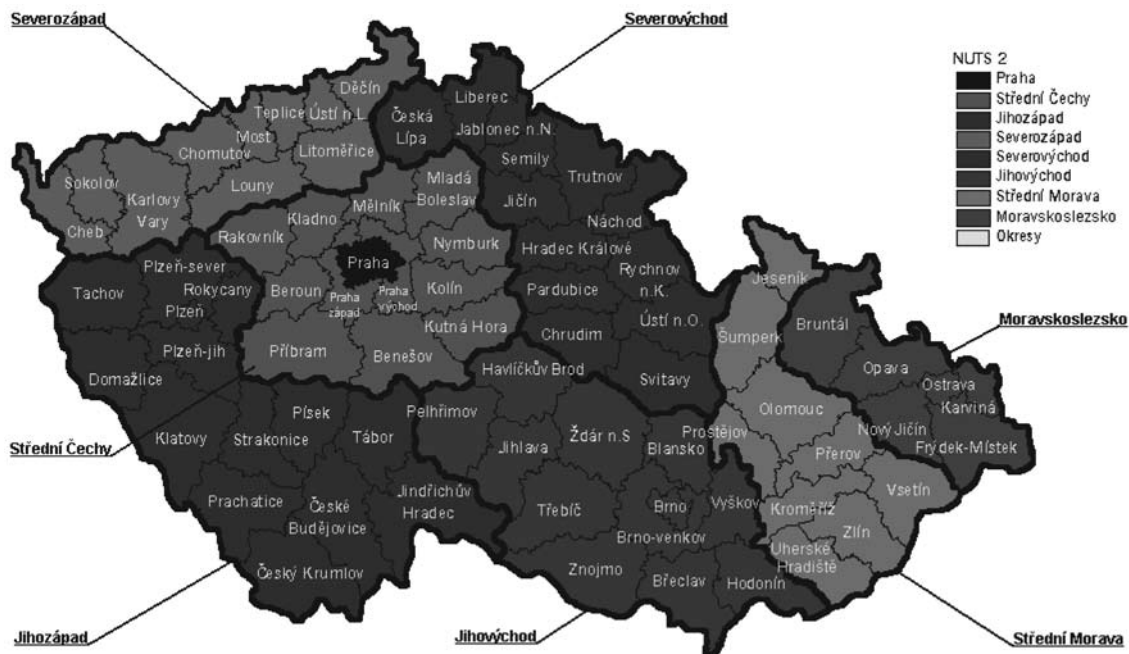 Severozápad
Severovýchod
NUTS 2
Praha
Střední Čechy
Jihozápad
Severozápad
Severovýchod
Jihovýchod
Střední Morava
Moravskoslezsko
Okresy
Děčín
Teplice
Ústí n.L.
Most
Chomutov
Litoměřice
Louny
Sokolov
Karlovy
Vary
Cheb
Česká
Lípa
Liberec
Jablonec n.N.
Semily
Trutnov
Jičín
Náchod
Hradec Králové
Rychnov
n.K.
Pardubice
Ústí n.O.
Chrudim
Svitavy
Mladá
Boleslav
Mělník
Kladno
Rakovník
Nymburk
Praha
Beroun
Praha
západ
Praha
východ
Kolín
Kutná Hora
Příbram
Benešov
Plzeň-sever
Rokycany
Tachov
Plzeň
Plzeň-jih
Domažlice
Klatovy
Písek
Strakonice
Tábor
Prachatice
České
Budějovice
Jindřichův
Hradec
Český Krumlov
Havlíčkův Brod
Pelhřimov
Jihlava
Ždár n.S
Blansko
Třebíč
Brno
Vyškov
Brno-venkov
Znojmo
Břeclav
Hodonín
Jeseník
Šumperk
Olomouc
Prostějov
Přerov
Kroměříž
Vsetín
Zlín
Uherské
Hradiště
Bruntál
Opava
Ostrava
Karviná
Nový Jičín
Frýdek-Místek
Moravskoslezsko
Střední Čechy
Jihozápad
Jihovýchod
Střední Morava